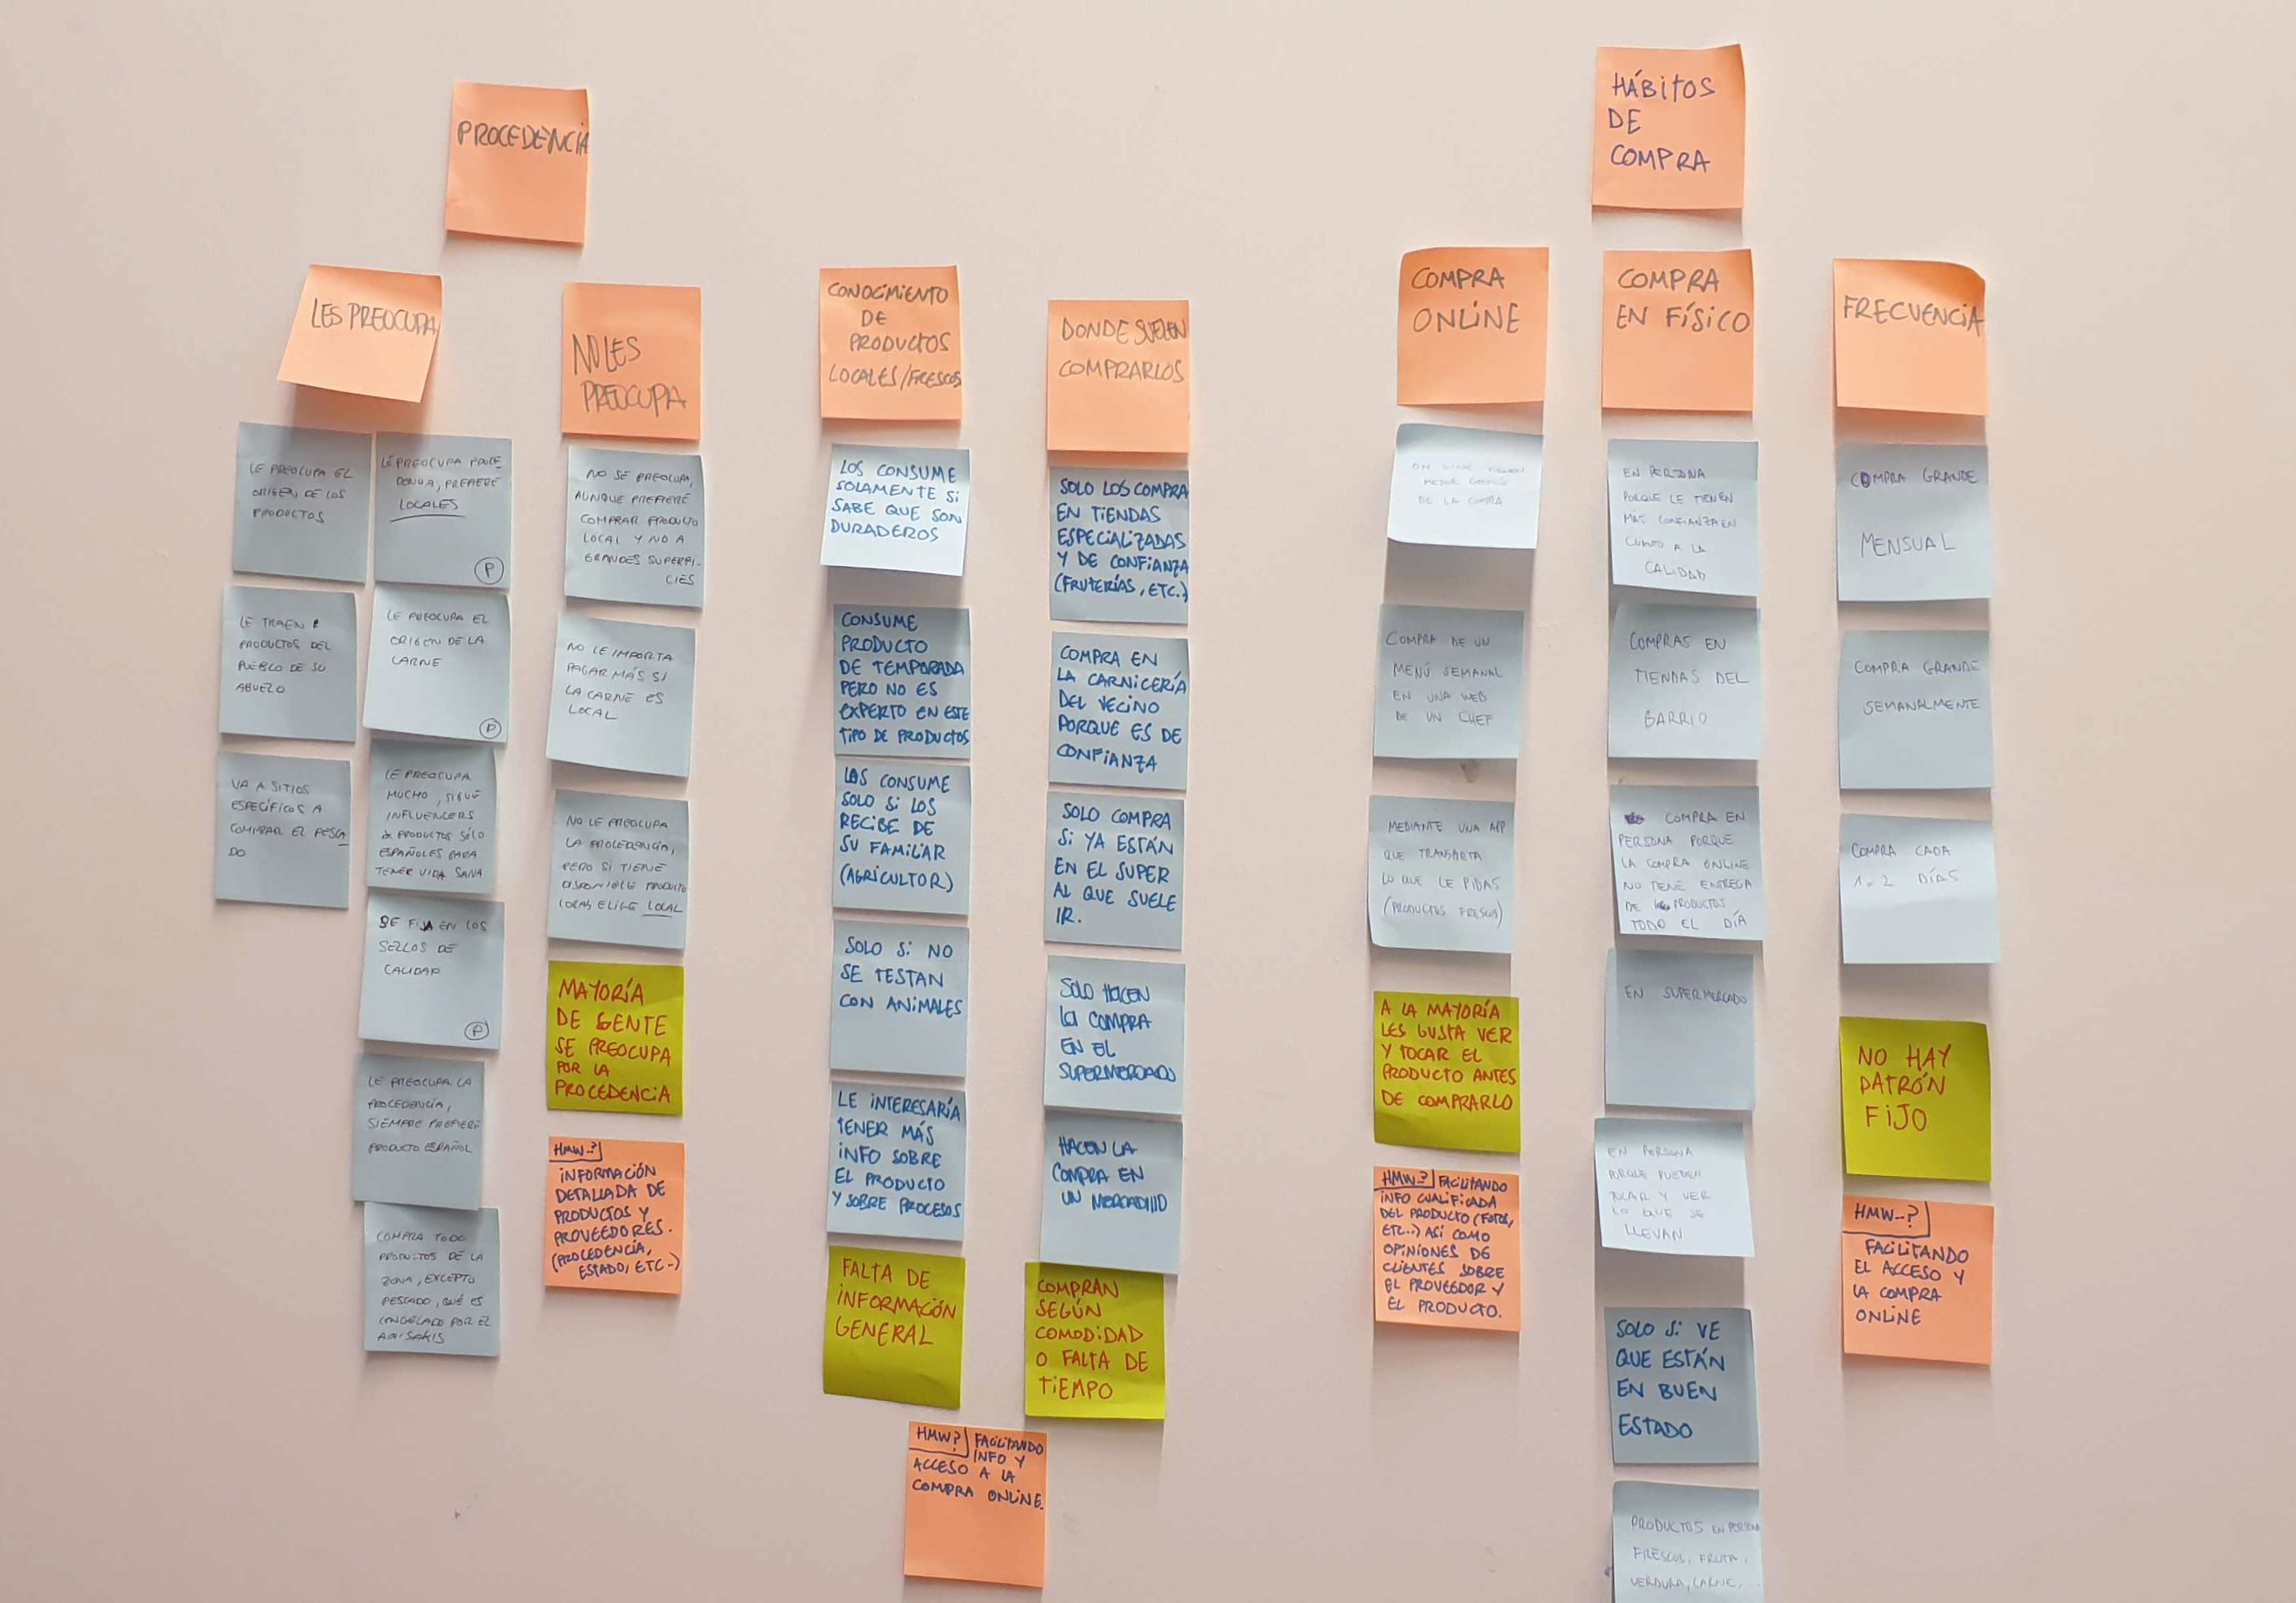 PROCEDENCIA
LES PREOCUPA
LE PREOCUPA EL
ORIGEN DE LOS
PRODUCTOS
LE TRAEN
PRODUCTOS DEL
PUEBLO DE SU
ABUELO
VA A SITIOS
ESPECÍFICOS A
COMPRAR EL PESCA
DO
LE PREOCUPA PROCE
DENCIA, PREFIERE
LOCALES
P
LE PREOCUPA EL
ORIGEN DE LA
CARNE
P
LE PREOCUPA
MUCHO, SIGUE
INFLUENCERS
de PRODUCTOS SÓLO
ESPAÑOLES PARA
TENER VIDA SANA
SE FIJA EN LOS
SELLOS DE
CALIDAD
P
LE PREOCUPA LA
PROCEDENCIA,
SIEMPRE PREFIERE
PRODUCTO ESPAÑOL
COMPRA TODO
PRODUCTOS DE LA
ZONA, EXCEPTO
PESCADO, QUÉ ES
CONGELADO POR EL
ANISAKIS
NO LES
PREOCUPA
NO SE PREOCUPA,
AUNQUE PREFIERE
COMPRAR PRODUCTO
LOCAL Y NO A
GRANDES SUPERFI-
CIES
NO LE IMPORTA
PAGAR MÁS SI
LA CARNE ES
LOCAL
NO LE PREOCUPA
LA PROCEDENCIA,
PERO SI TIENE
DISPONIBLE PRODUCTO
LOCAL ELIGE LOCAL
MAYORÍA
DE GENTE
SE PREOCUPA
POR LA
PROCEDENCIA
HMW..?
INFORMACIÓN
DETALLADA DE
PRODUCTOS Y
PROVEEDORES.
(PROCEDENCIA,
ESTADO, ETC..)
CONOCIMIENTO
DE
PRODUCTOS
LOCALES/FRESCOS
LOS CONSUME
SOLAMENTE SI
SABE QUE SON
DURADEROS
CONSUME
PRODUCTO
DE TEMPORADA
PERO NO ES
EXPERTO EN ESTE
TIPO DE PRODUCTOS
LOS CONSUME
SOLO SI LOS
RECIBE DE
SU FAMILIAR
(AGRICULTOR)
SOLO SI NO
SE TESTAN
CON ANIMALES
LE INTERESARÍA
TENER MÁS
INFO SOBRE
EL PRODUCTO
Y SOBRE PROCESOS
FALTA DE
INFORMACIÓN
GENERAL
DONDE SUELEN
COMPRARLOS
SOLO LOS COMPRA
EN TIENDAS
ESPECIALIZADAS
Y DE CONFIANZA
(FRUTERÍAS, ETC..)
COMPRA EN
LA CARNICERÍA
DEL VECINO
PORQUE ES DE
CONFIANZA
SOLO COMPRA
SI YA ESTÁN
EN EL SUPER
AL QUE SUELE
IR.
SOLO HACEN
la COMPRA
EN EL
SUPERMERCADO
HACEN LA
COMPRA EN
UN MERCADILLO
COMPRAN
SEGÚN
COMODIDAD
O FALTA DE
TIEMPO
HMW? FACILITANDO
INFO Y
ACCESO A LA
COMPRA ONLINE.
HÁBITOS
DE
COMPRA
COMPRA
ONLINE
ON LINE TIENEN
MEJOR GESTIÓN
DE LA COMPRA
COMPRA DE UN
MENÚ SEMANAL
EN UNA WEB
DE UN CHEF
MEDIANTE UNA APP
QUE TRANSPORTA
LO QUE LE PIDAS
(PRODUCTOS FRESCOS)
A LA MAYORÍA
LES GUSTA VER
Y TOCAR EL
PRODUCTO ANTES
DE COMPRARLO
HMW..? FACILITANDO
INFO CUALIFICADA
DEL PRODUCTO (FOTOS,
ETC..) ASÍ COMO
OPINIONES DE
CLIENTES SOBRE
EL PROVEEDOR Y
EL PRODUCTO.
COMPRA
EN FÍSICO
EN PERSONA
PORQUE LE TIENEN
MÁS CONFIANZA EN
CUANTO A LA
CALIDAD
COMPRAS EN
TIENDAS DEL
BARRIO
COMPRA EN
PERSONA PORQUE
LA COMPRA ONLINE
NO TIENE ENTREGA
DE PRODUCTOS
TODO EL DÍA
EN SUPERMERCADO
EN PERSONA
PORQUE PUEDEN
TOCAR Y VER
LO QUE SE
LLEVAN
SOLO SI VE
QUE ESTÁN
EN BUEN
ESTADO
PRODUCTOS EN PERSONA
FRESCOS, FRUTA,
VERDURA, CARNE,
FRECUENCIA
COMPRA GRANDE
MENSUAL
COMPRA GRANDE
SEMANALMENTE
COMPRA CADA
1-2 DÍAS
NO HAY
PATRÓN
FIJO
HMW..?
FACILITANDO
EL ACCESO Y
LA COMPRA
ONLINE